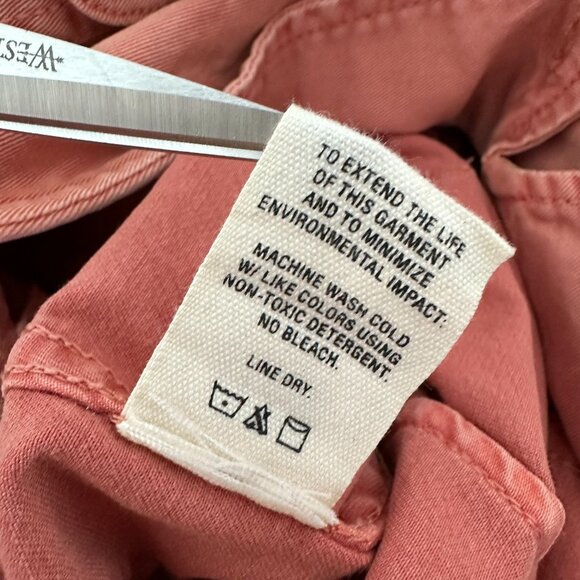 WEST
TO EXTEND THE LIFE
OF THIS GARMENT
AND TO MINIMIZE
ENVIRONMENTAL IMPACT:
MACHINE WASH COLD
W/ LIKE COLORS USING
NON-TOXIC DETERGENT.
NO BLEACH.
LINE DRY.